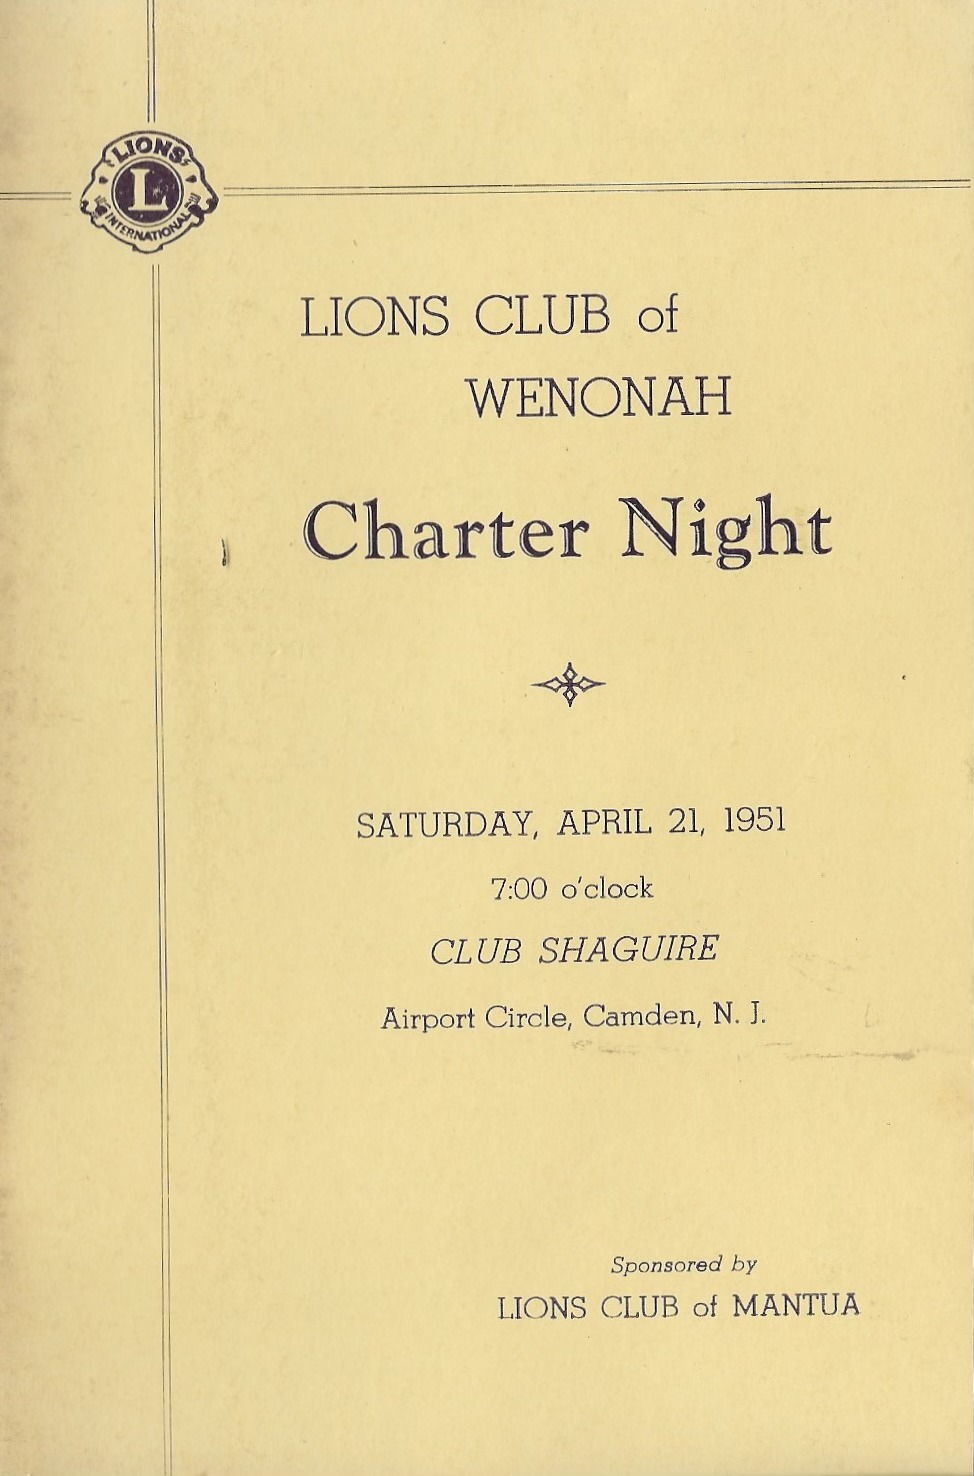 LIONS
L
INTERNATIONAL
LIONS CLUB of
WENONAH
Charter Night
SATURDAY, APRIL 21, 1951
7:00 o'clock
CLUB SHAGUIRE
Airport Circle, Camden, N. J.
Sponsored by
LIONS CLUB of MANTUA